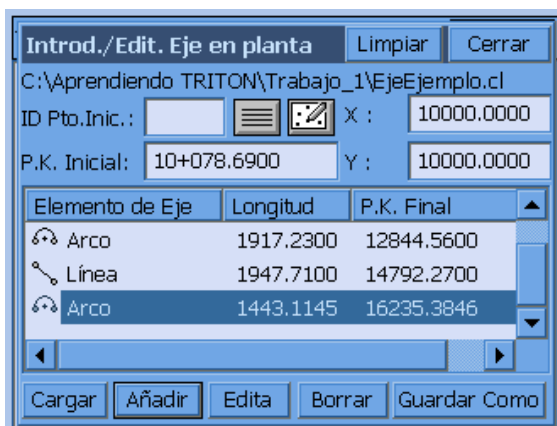 Introd./Edit. Eje en planta Limpiar Cerrar
C:\Aprendiendo TRITON\Trabajo_1\EjeEjemplo.cl
ID Pto.Inic.: X : 10000.0000
P.K. Inicial: 10+078.6900 Y : 10000.0000
Elemento de Eje Longitud P.K. Final
Arco 1917.2300 12844.5600
Línea 1947.7100 14792.2700
Arco 1443.1145 16235.3846
Cargar Añadir Edita Borrar Guardar Como